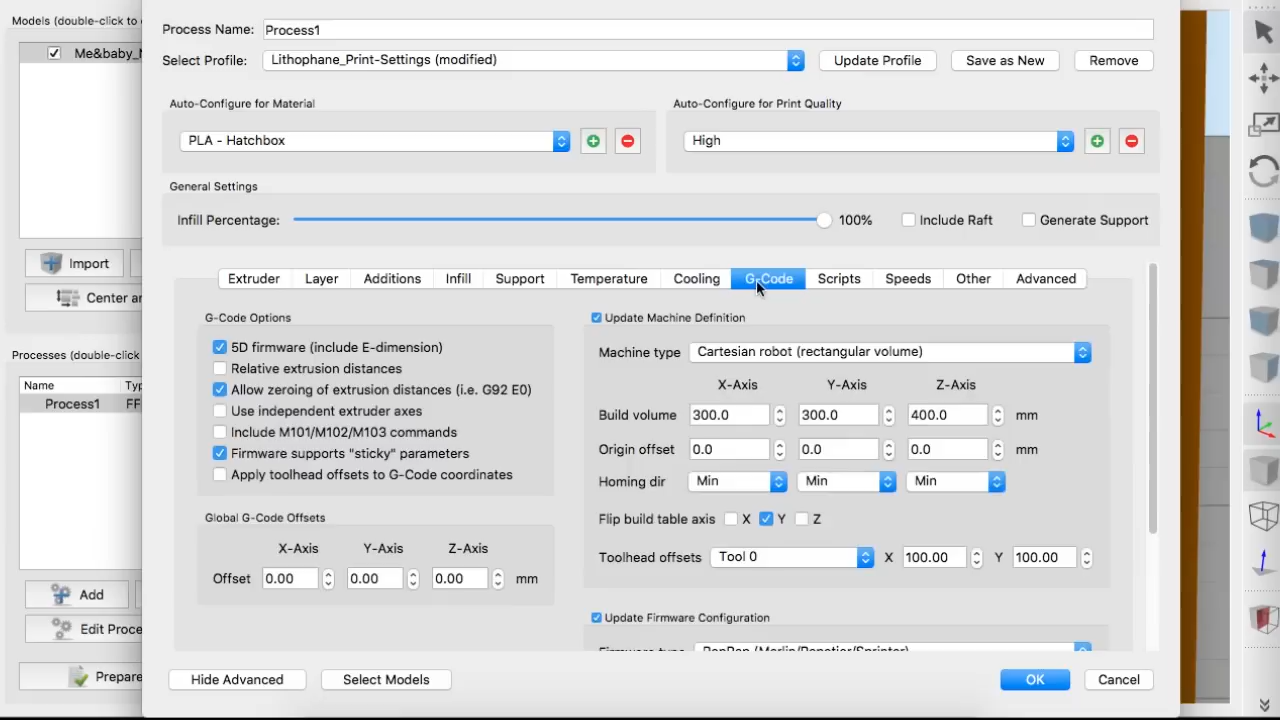 Models (double-click to
Me&baby_
Import
Center ar
Processes (double-click
Name Typ
Process1 FF
Add
Edit Proce
Prepare
Process Name: Process1
Select Profile: Lithophane_Print-Settings (modified) Update Profile Save as New Remove
Auto-Configure for Material Auto-Configure for Print Quality
PLA - Hatchbox High
General Settings
Infill Percentage: 100% Include Raft Generate Support
Extruder Layer Additions Infill Support Temperature Cooling G-Code Scripts Speeds Other Advanced
G-Code Options
5D firmware (include E-dimension)
Relative extrusion distances
Allow zeroing of extrusion distances (i.e. G92 E0)
Use independent extruder axes
Include M101/M102/M103 commands
Firmware supports "sticky" parameters
Apply toolhead offsets to G-Code coordinates
Global G-Code Offsets
X-Axis Y-Axis Z-Axis
Offset 0.00 0.00 0.00 mm
Update Machine Definition
Machine type Cartesian robot (rectangular volume)
X-Axis Y-Axis Z-Axis
Build volume 300.0 300.0 400.0 mm
Origin offset 0.0 0.0 0.0 mm
Homing dir Min Min Min
Flip build table axis X Y Z
Toolhead offsets Tool 0 X 100.00 Y 100.00
Update Firmware Configuration
Firmware type RepRap (Marlin/Repetier/Sprinter)
Hide Advanced Select Models OK Cancel